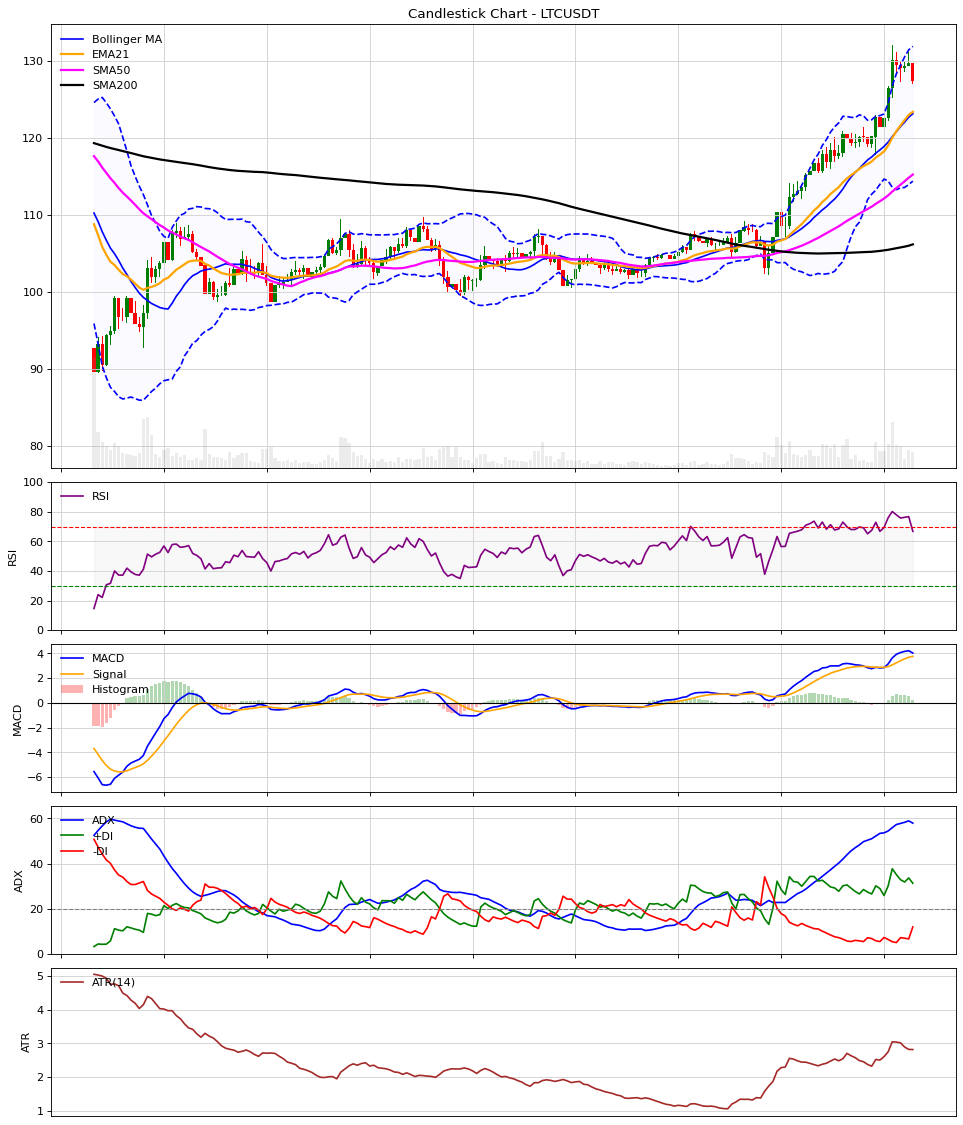 Candlestick Chart - LTCUSDT
Bollinger MA
EMA21
SMA50
SMA200
130
120
110
100
90
80
RSI
100
80
60
40
20
0
RSI
MACD
Signal
Histogram
4
2
0
−2
−4
−6
MACD
ADX
+DI
-DI
60
40
20
0
ADX
ATR(14)
5
4
3
2
1
ATR